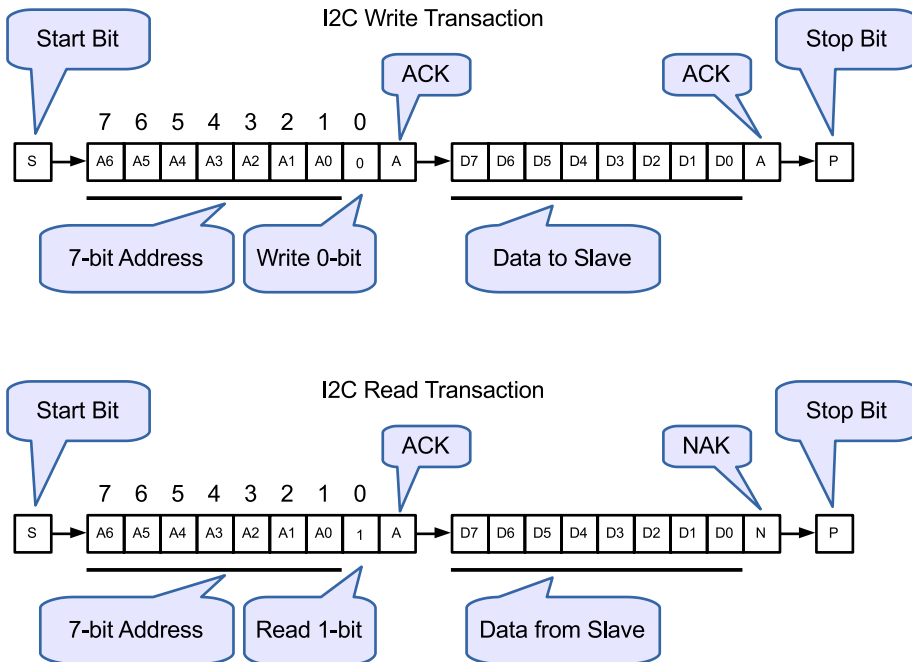 I2C Write Transaction
Start Bit
Stop Bit
ACK
ACK
7 6 5 4 3 2 1 0
S A6 A5 A4 A3 A2 A1 A0 0 A D7 D6 D5 D4 D3 D2 D1 D0 A P
7-bit Address
Write 0-bit
Data to Slave
I2C Read Transaction
Start Bit
Stop Bit
ACK
NAK
7 6 5 4 3 2 1 0
S A6 A5 A4 A3 A2 A1 A0 1 A D7 D6 D5 D4 D3 D2 D1 D0 N P
7-bit Address
Read 1-bit
Data from Slave